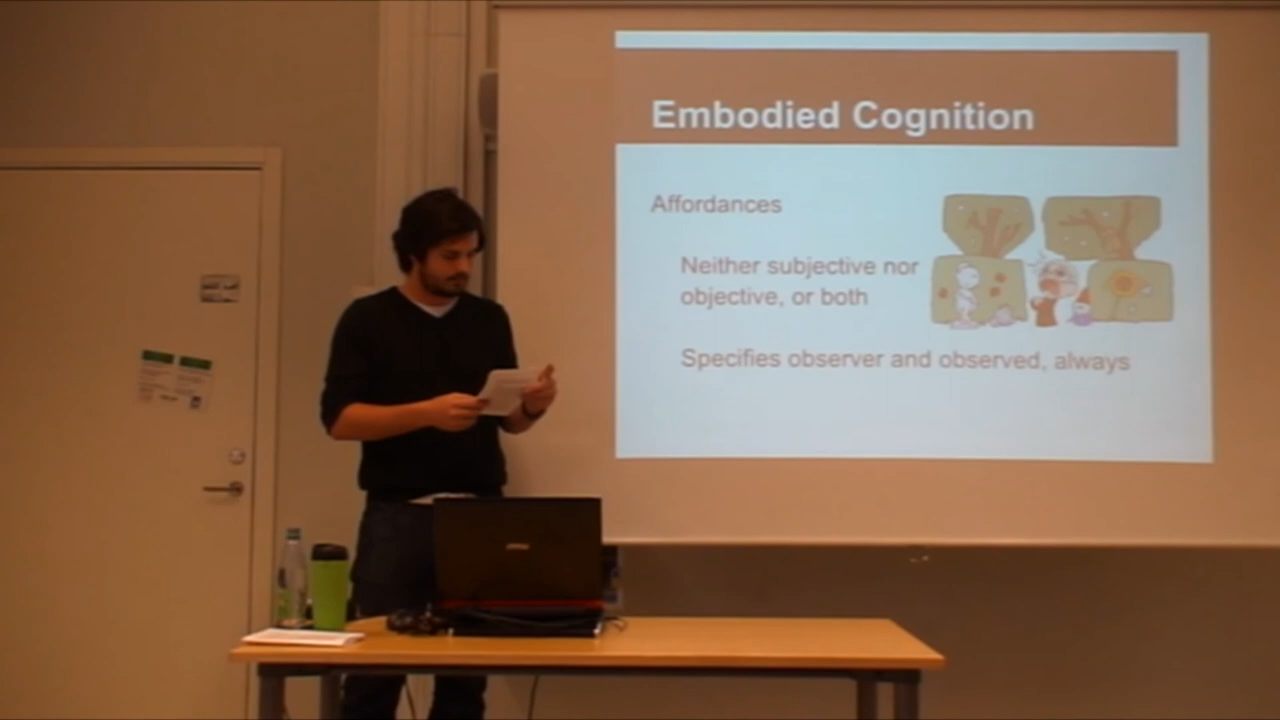 Embodied Cognition
Affordances
Neither subjective nor
objective, or both
Specifies observer and observed, always